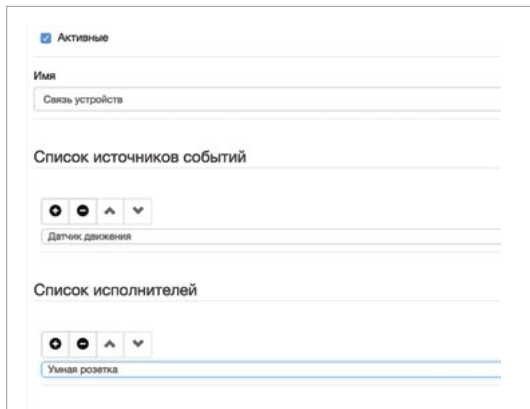 Активные
Имя
Связь устройств
Список источников событий
Датчик движения
Список исполнителей
Умная розетка